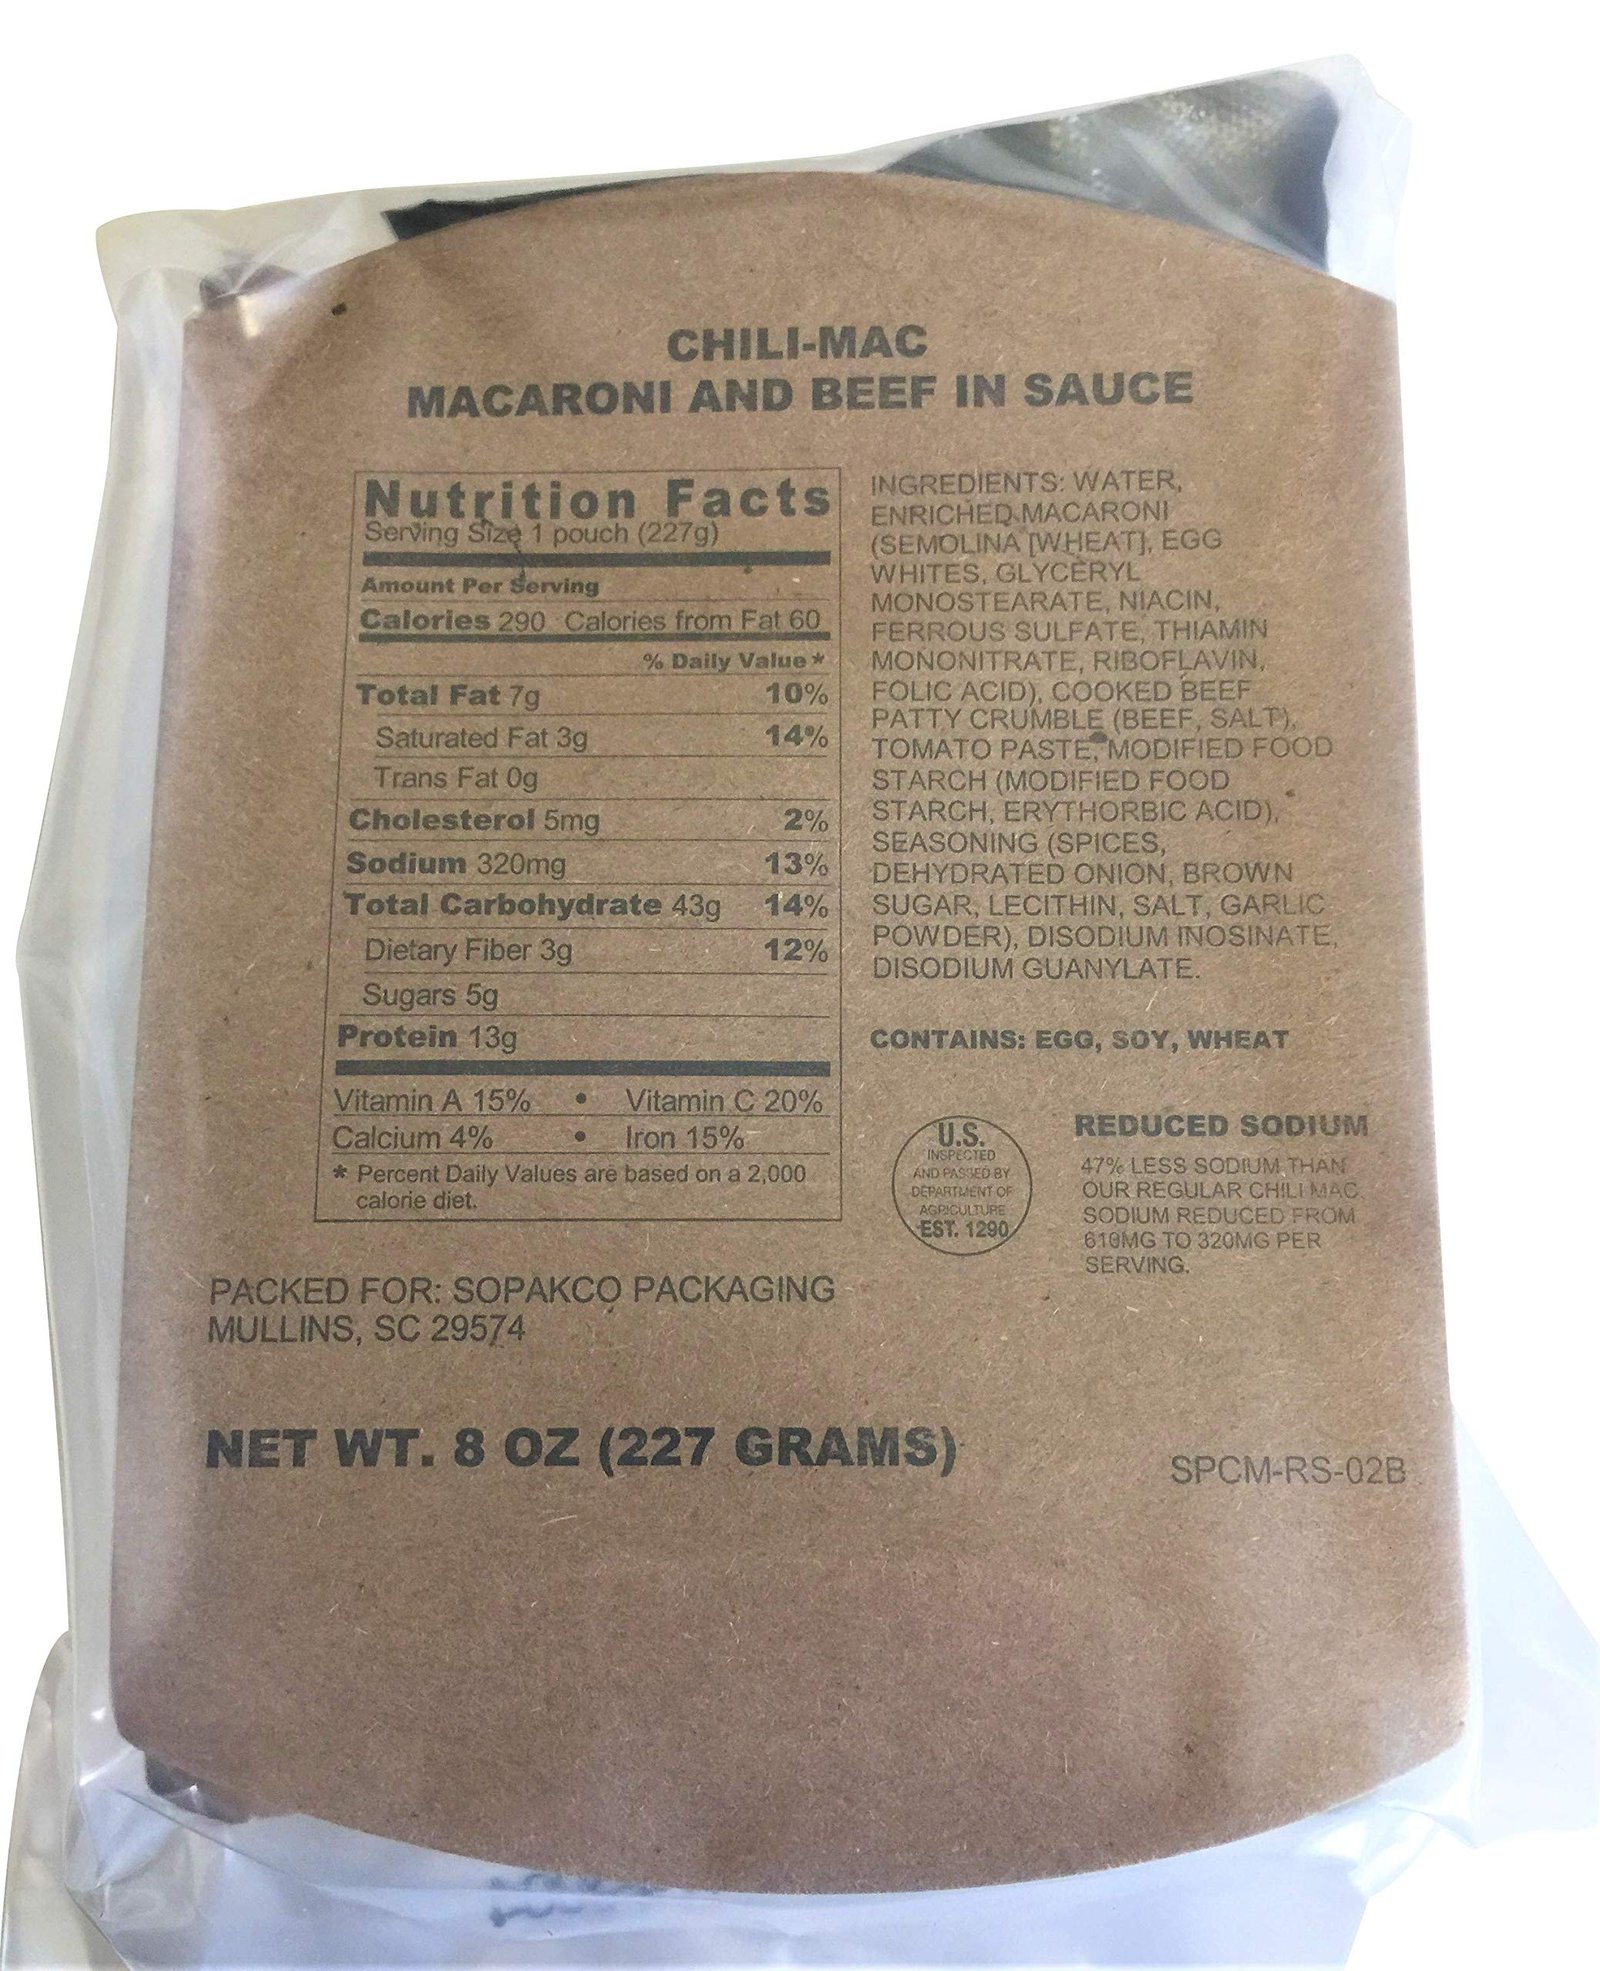 CHILI-MAC
MACARONI AND BEEF IN SAUCE
Nutrition Facts
Serving Size 1 pouch (227g)
Amount Per Serving
Calories 290 Calories from Fat 60
% Daily Value*
Total Fat 7g 10%
Saturated Fat 3g 14%
Trans Fat 0g
Cholesterol 5mg 2%
Sodium 320mg 13%
Total Carbohydrate 43g 14%
Dietary Fiber 3g 12%
Sugars 5g
Protein 13g
Vitamin A 15% • Vitamin C 20%
Calcium 4% • Iron 15%
* Percent Daily Values are based on a 2,000
calorie diet.
INGREDIENTS: WATER,
ENRICHED MACARONI
(SEMOLINA [WHEAT], EGG
WHITES, GLYCERYL
MONOSTEARATE, NIACIN,
FERROUS SULFATE, THIAMIN
MONONITRATE, RIBOFLAVIN,
FOLIC ACID), COOKED BEEF
PATTY CRUMBLE (BEEF, SALT),
TOMATO PASTE, MODIFIED FOOD
STARCH (MODIFIED FOOD
STARCH, ERYTHORBIC ACID),
SEASONING (SPICES,
DEHYDRATED ONION, BROWN
SUGAR, LECITHIN, SALT, GARLIC
POWDER), DISODIUM INOSINATE,
DISODIUM GUANYLATE.
CONTAINS: EGG, SOY, WHEAT
U.S.
INSPECTED
AND PASSED BY
DEPARTMENT OF
AGRICULTURE
EST. 1290
REDUCED SODIUM
47% LESS SODIUM THAN
OUR REGULAR CHILI MAC.
SODIUM REDUCED FROM
610MG TO 320MG PER
SERVING.
PACKED FOR: SOPAKCO PACKAGING
MULLINS, SC 29574
NET WT. 8 OZ (227 GRAMS)
SPCM-RS-02B